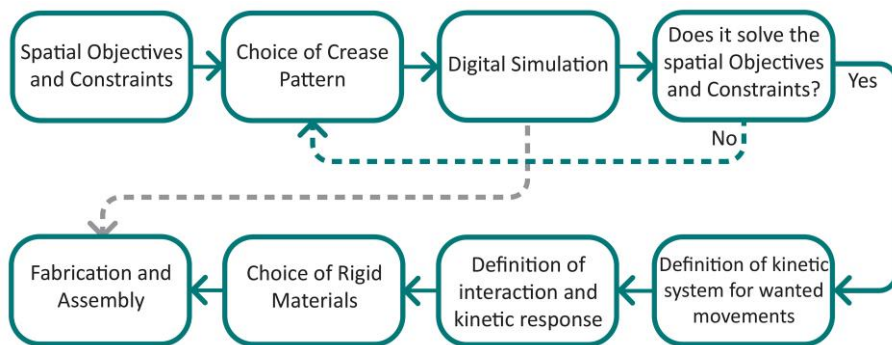 Spatial Objectives
and Constraints
Choice of Crease
Pattern
Digital Simulation
Does it solve the
spatial Objectives
and Constraints?
Yes
No
Fabrication and
Assembly
Choice of Rigid
Materials
Definition of
interaction and
kinetic response
Definition of kinetic
system for wanted
movements